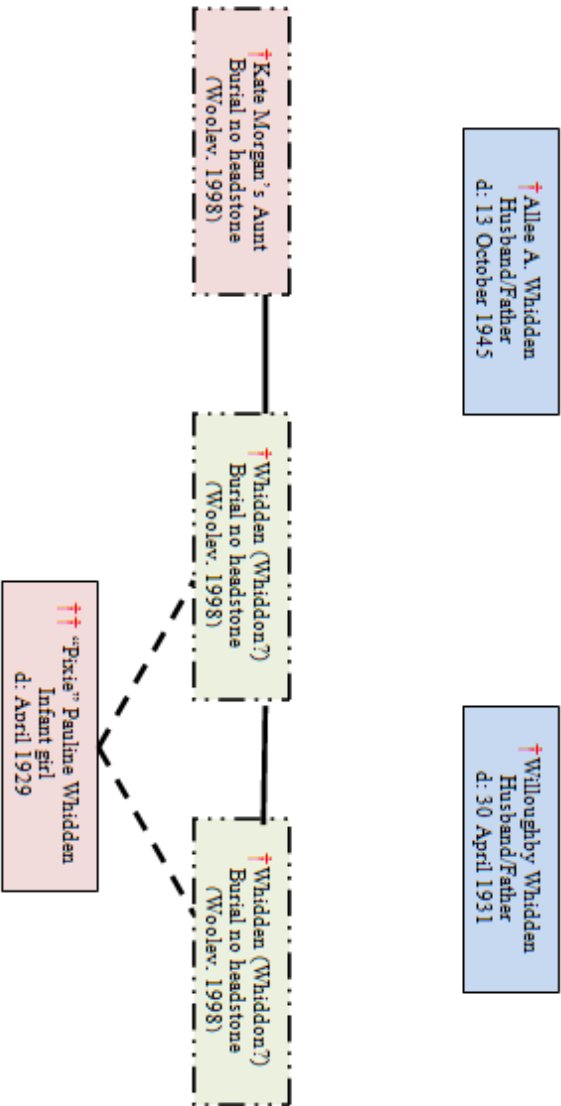 †Allee A. Whidden
Husband/Father
d: 13 October 1945
†Willoughby Whidden
Husband/Father
d: 30 April 1931
†Kate Morgan's Aunt
Burial no headstone
(Woolev. 1998)
†Whidden (Whiddon?)
Burial no headstone
(Woolev. 1998)
†Whidden (Whiddon?)
Burial no headstone
(Woolev. 1998)
†† “Pixie” Pauline Whidden
Infant girl
d: April 1929